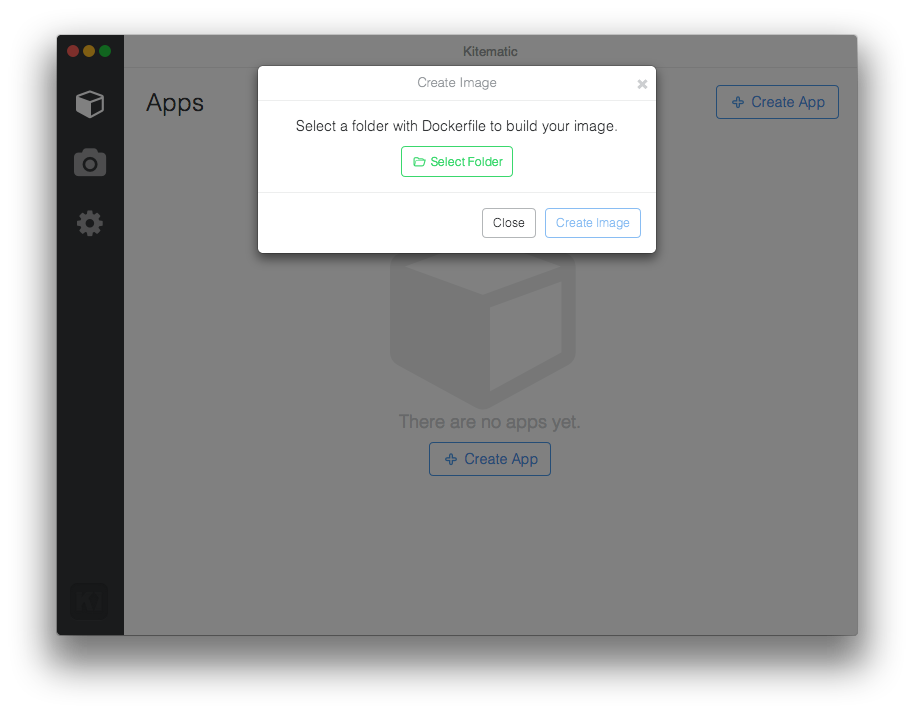 Kitematic
Create Image
Apps
Create App
Select a folder with Dockerfile to build your image.
Select Folder
Close
Create Image
There are no apps yet.
Create App